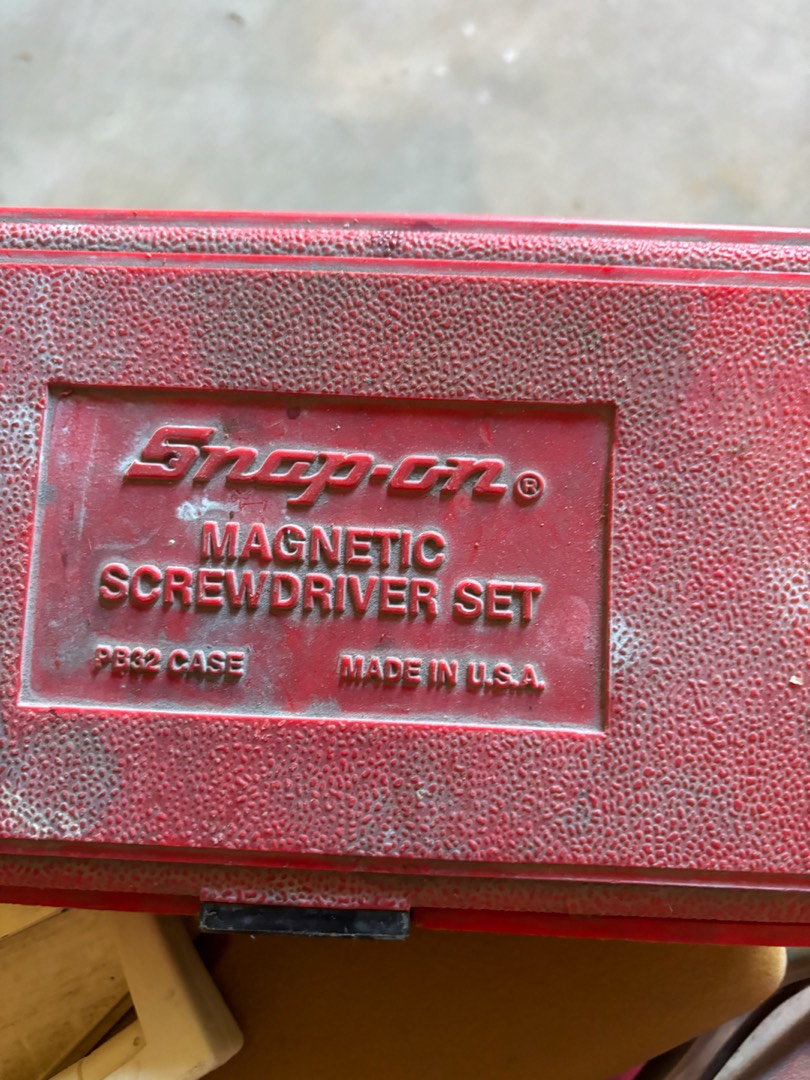 Snap-on®
MAGNETIC
SCREWDRIVER SET
PB32 CASE MADE IN U.S.A.